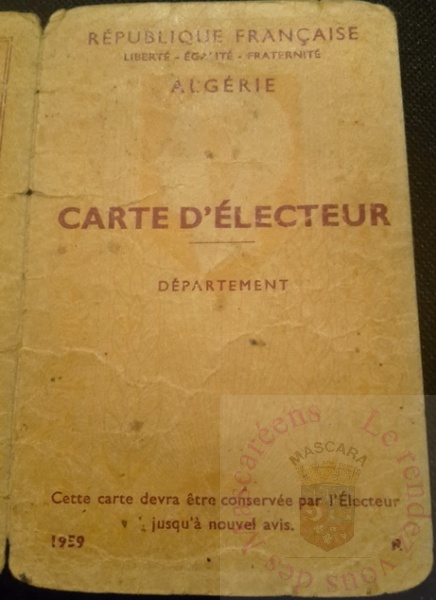 RÉPUBLIQUE FRANÇAISE
LIBERTÉ - ÉGALITÉ - FRATERNITÉ
ALGÉRIE
CARTE D'ÉLECTEUR
DÉPARTEMENT
Cette carte devra être conservée par l'Électeur
jusqu'à nouvel avis.
1959
R.
Le rendez-vous des Mascaréens
MASCARA